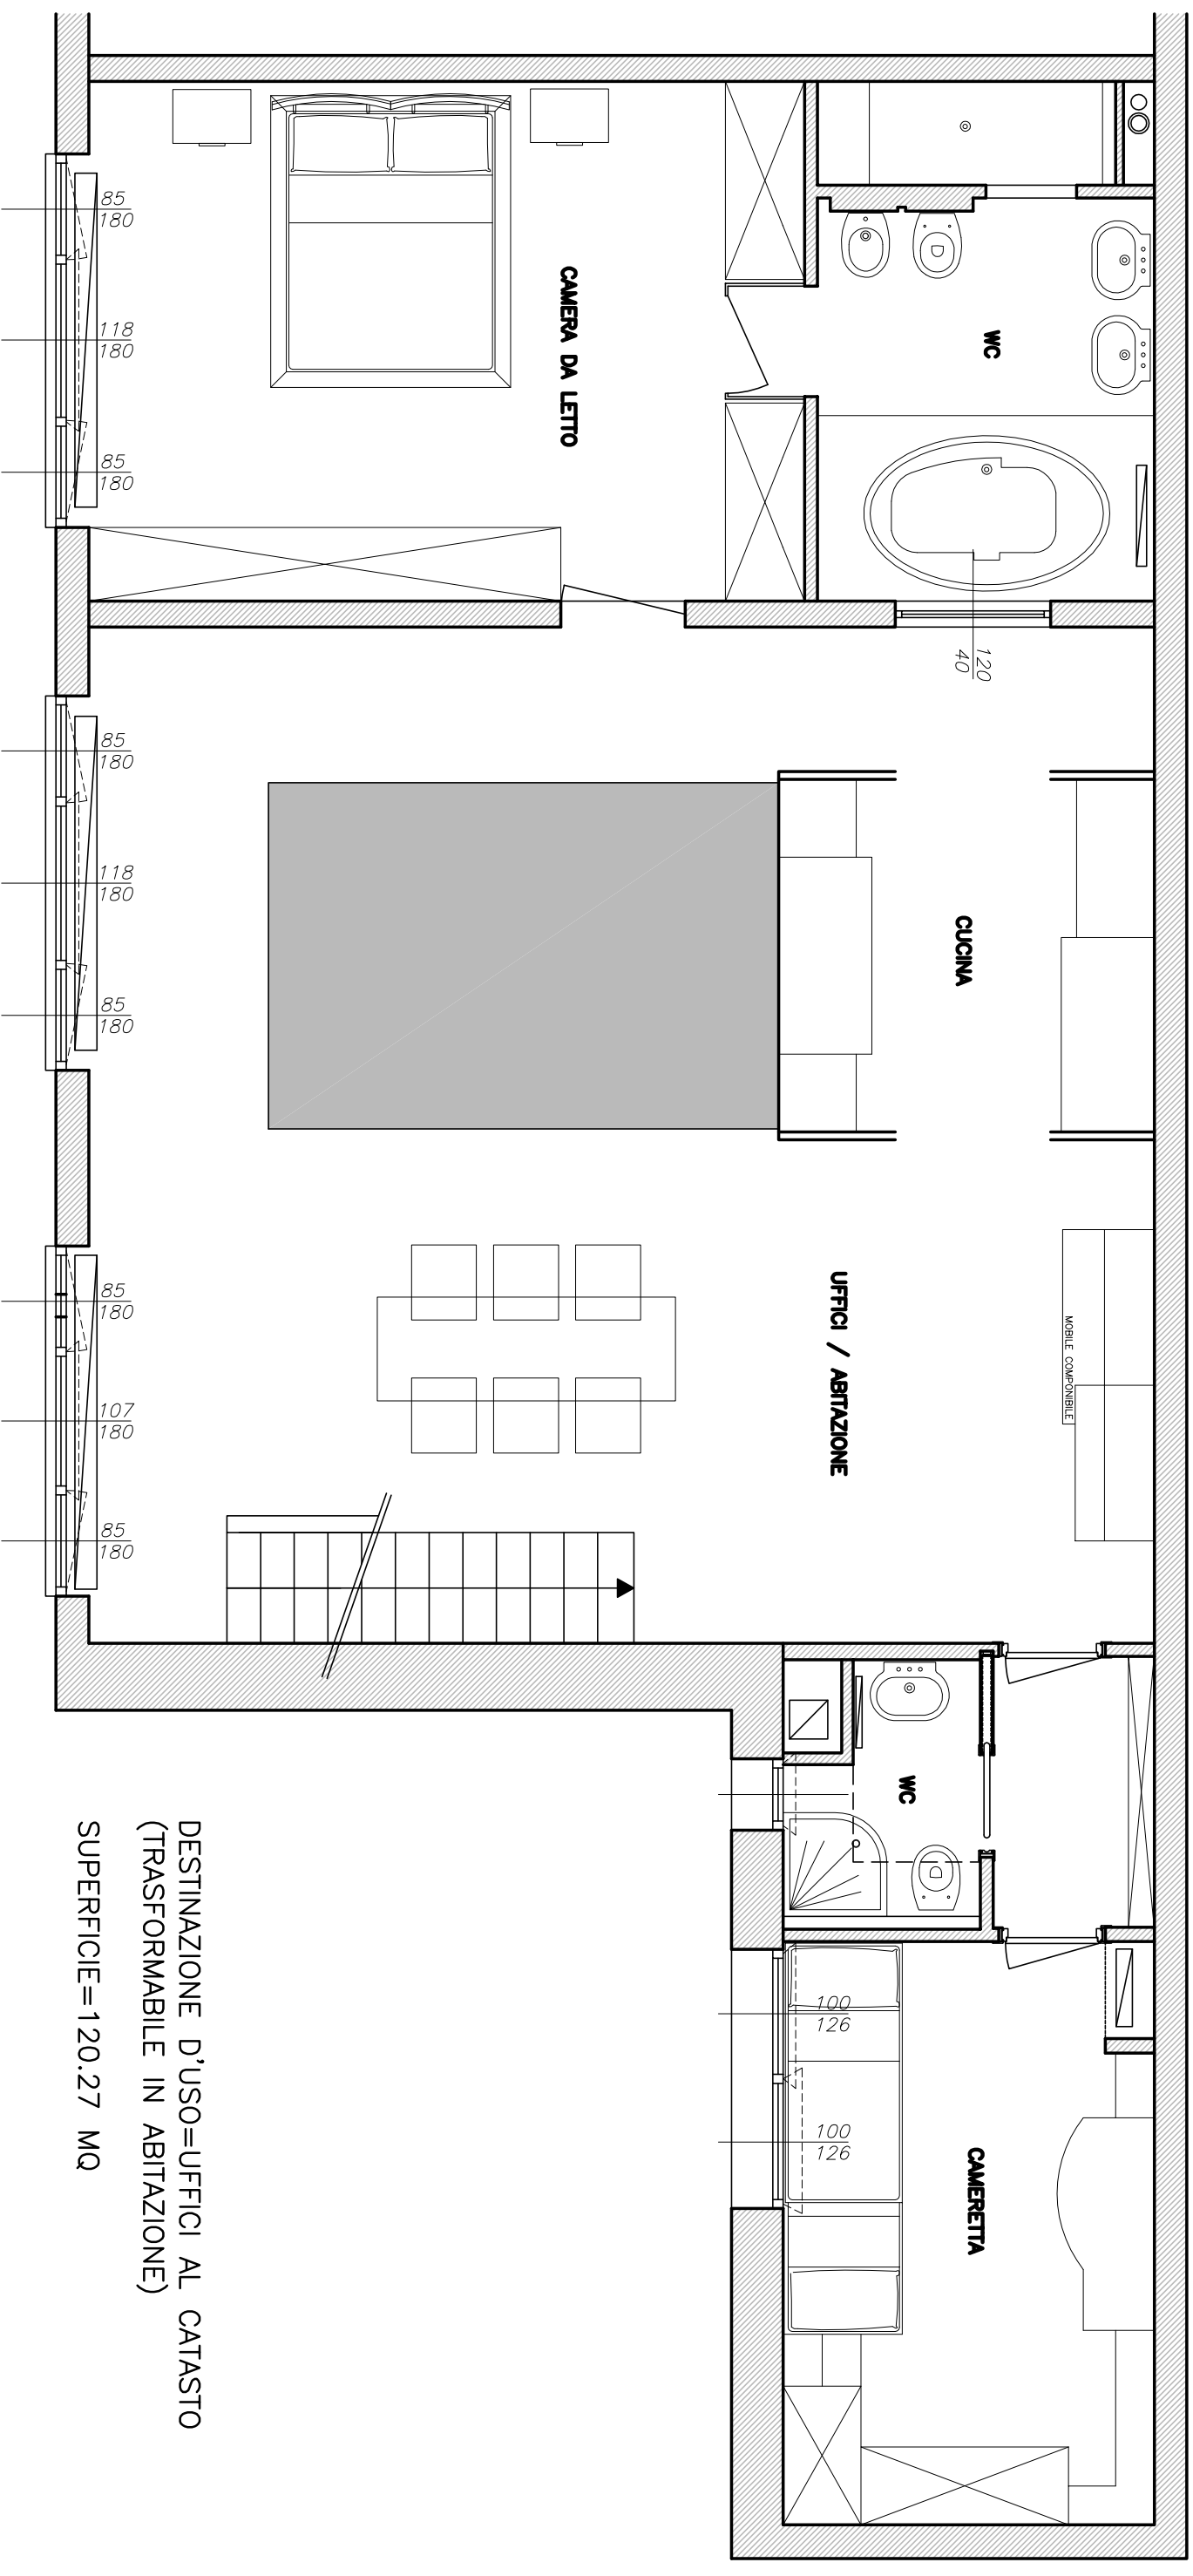 WC
CAMERA DA LETTO
120
40
CUCINA
MOBILE COMPONIBILE
UFFICI / ABITAZIONE
WC
CAMERETTA
100
126
100
126
85
180
118
180
85
180
85
180
118
180
85
180
85
180
107
180
85
180
DESTINAZIONE D'USO=UFFICI AL CATASTO
(TRASFORMABILE IN ABITAZIONE)
SUPERFICIE=120.27 MQ